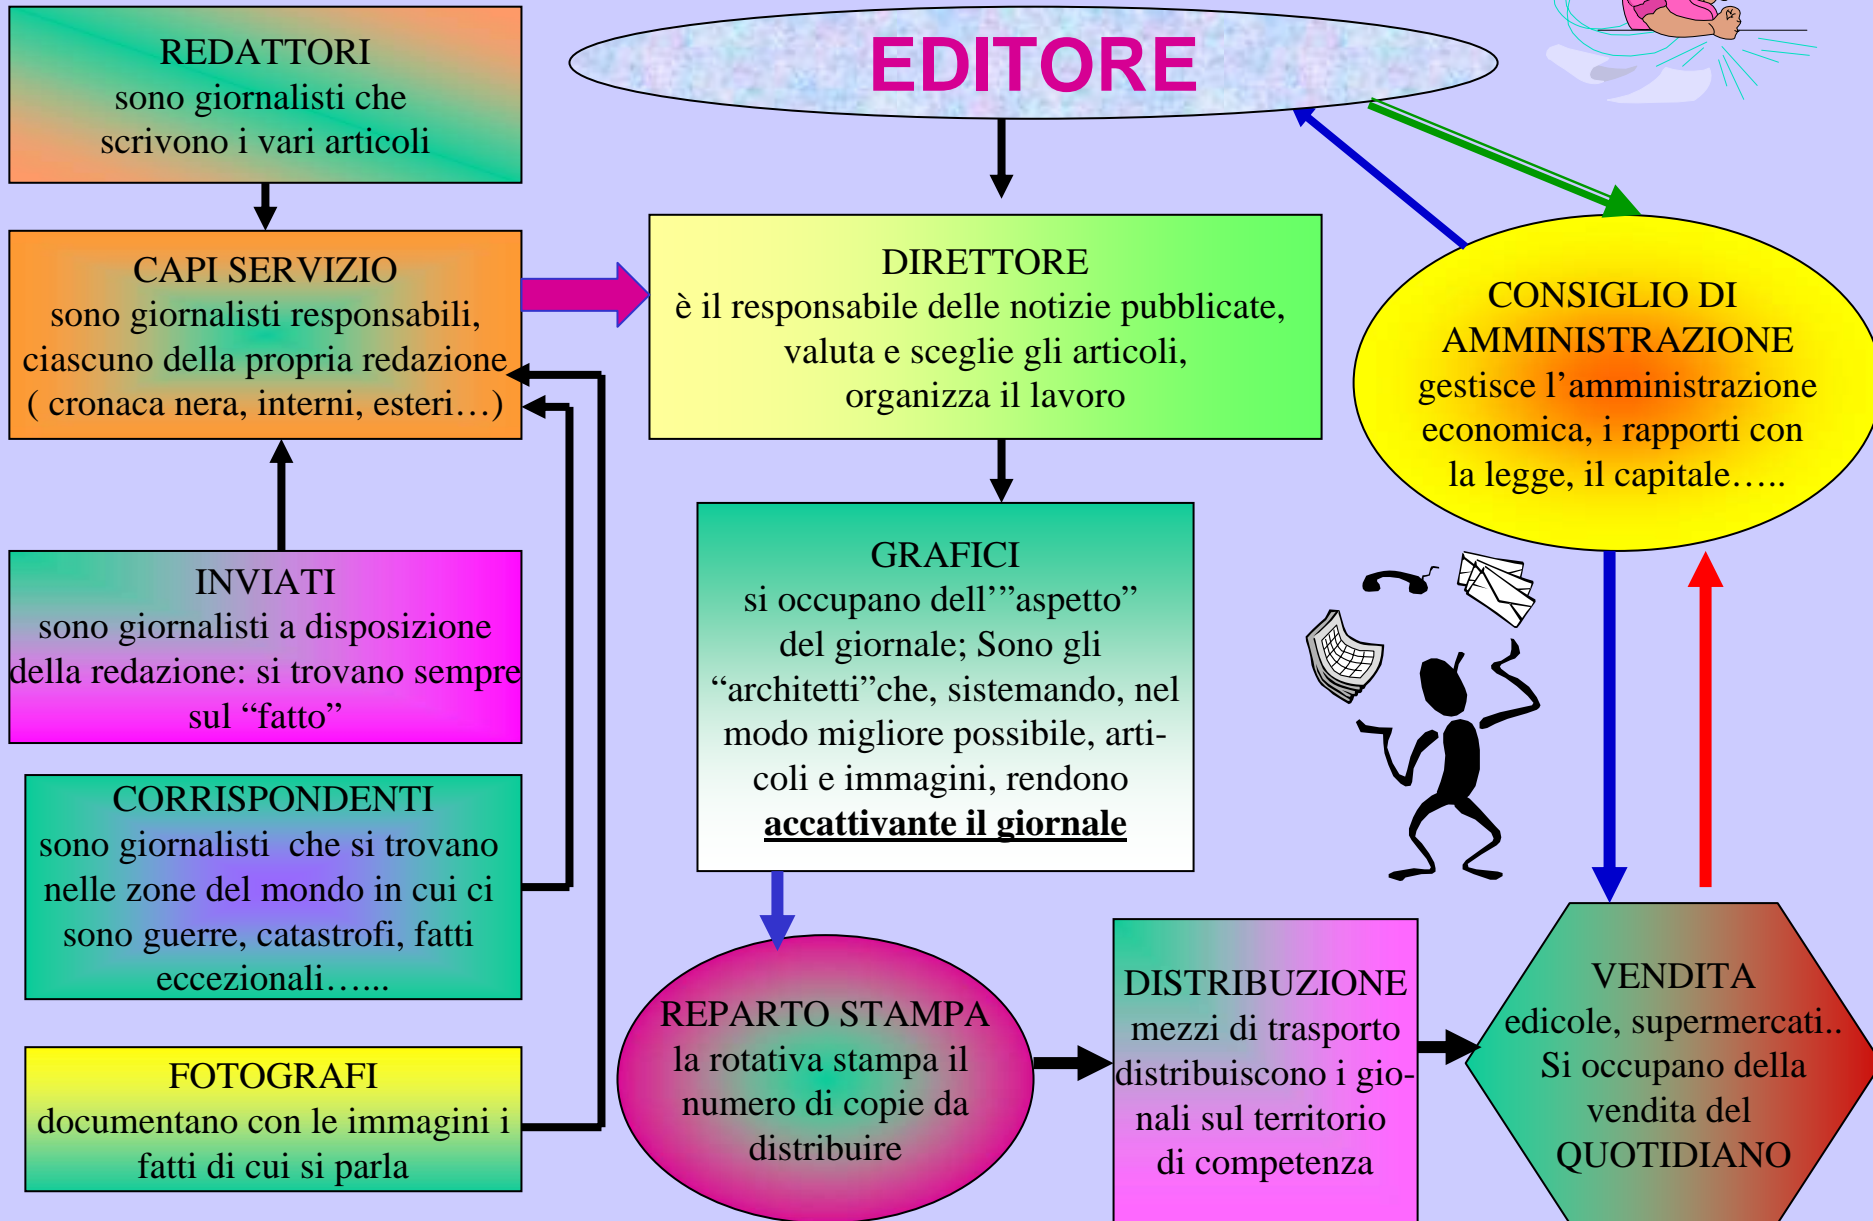 REDATTORI
sono giornalisti che
scrivono i vari articoli
EDITORE
CAPI SERVIZIO
sono giornalisti responsabili,
ciascuno della propria redazione
( cronaca nera, interni, esteri…)
DIRETTORE
è il responsabile delle notizie pubblicate,
valuta e sceglie gli articoli,
organizza il lavoro
CONSIGLIO DI
AMMINISTRAZIONE
gestisce l’amministrazione
economica, i rapporti con
la legge, il capitale…..
INVIATI
sono giornalisti a disposizione
della redazione: si trovano sempre
sul “fatto”
GRAFICI
si occupano dell’”aspetto”
del giornale; Sono gli
“architetti”che, sistemando, nel
modo migliore possibile, arti-
coli e immagini, rendono
accattivante il giornale
CORRISPONDENTI
sono giornalisti  che si trovano
nelle zone del mondo in cui ci
sono guerre, catastrofi, fatti
eccezionali…...
FOTOGRAFI
documentano con le immagini i
fatti di cui si parla
REPARTO STAMPA
la rotativa stampa il
numero di copie da
distribuire
DISTRIBUZIONE
mezzi di trasporto
distribuiscono i gio-
nali sul territorio
di competenza
VENDITA
edicole, supermercati..
Si occupano della
vendita del
QUOTIDIANO